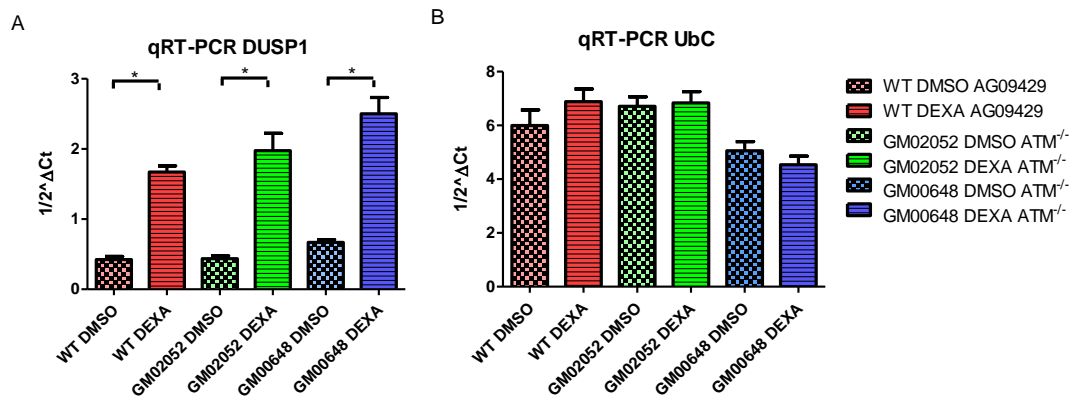 A
qRT-PCR DUSP1
1/2^ΔCt
3
2
1
0
*
*
*
WT DMSO
WT DEXA
GM02052 DMSO
GM02052 DEXA
GM00648 DMSO
GM00648 DEXA
B
qRT-PCR UbC
1/2^ΔCt
8
6
4
2
0
WT DMSO
WT DEXA
GM02052 DMSO
GM02052 DEXA
GM00648 DMSO
GM00648 DEXA
WT DMSO AG09429
WT DEXA AG09429
GM02052 DMSO ATM-/-
GM02052 DEXA ATM-/-
GM00648 DMSO ATM-/-
GM00648 DEXA ATM-/-